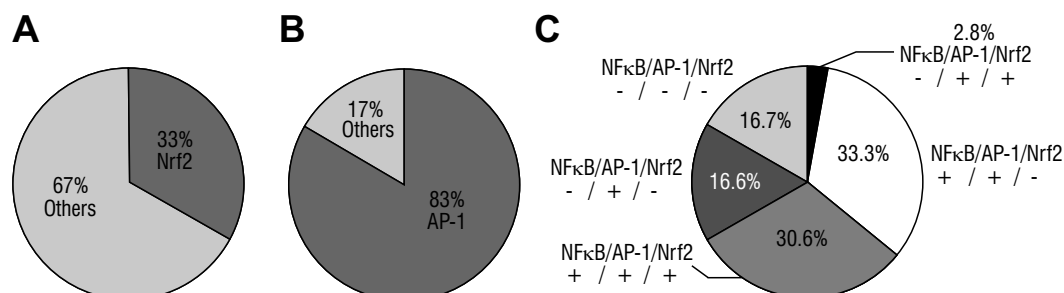 A
67%
Others
33%
Nrf2
B
17%
Others
83%
AP-1
C
2.8%
NFκB/AP-1/Nrf2
- / + / +
NFκB/AP-1/Nrf2
- / - / -
16.7%
33.3%
NFκB/AP-1/Nrf2
+ / + / -
NFκB/AP-1/Nrf2
- / + / -
16.6%
30.6%
NFκB/AP-1/Nrf2
+ / + / +